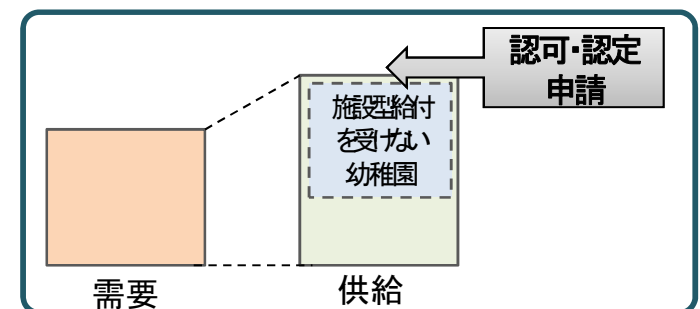 認可・認定
申請
施設型給付
を受けない
幼稚園
需要
供給